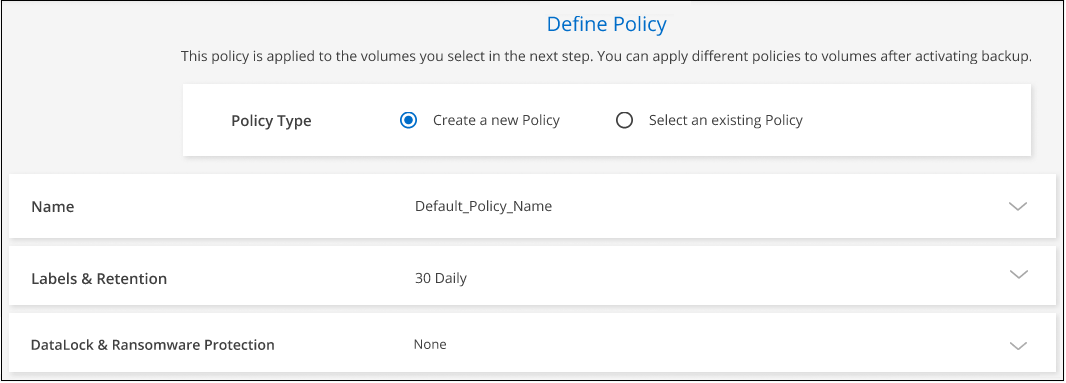 Define Policy
This policy is applied to the volumes you select in the next step. You can apply different policies to volumes after activating backup.
Policy Type Create a new Policy Select an existing Policy
Name Default_Policy_Name
Labels & Retention 30 Daily
DataLock & Ransomware Protection None